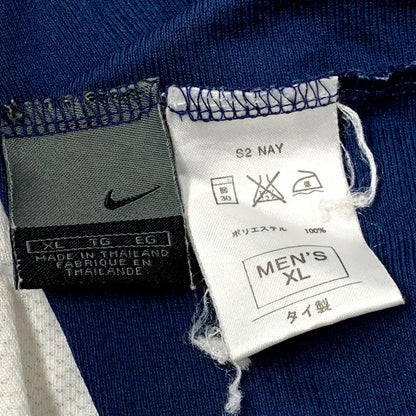 XL TG EG
MADE IN THAILAND
FABRIQUE EN
THAILANDE
S2 NAY
30
ポリエステル 100%
MEN'S
XL
タイ製